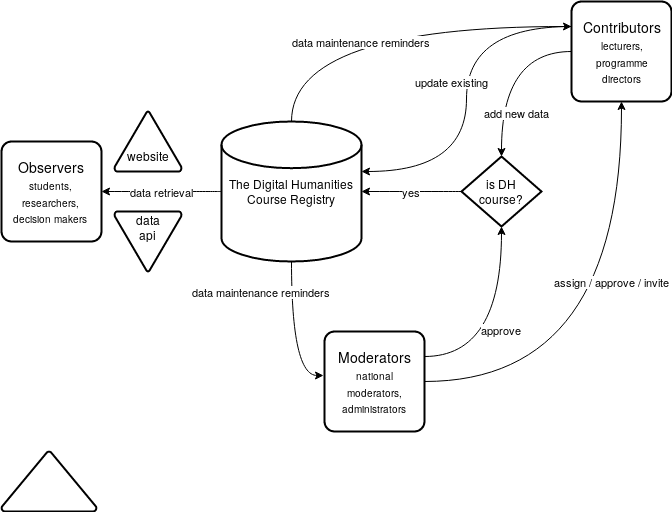 Contributors
lecturers,
programme
directors
data maintenance reminders
update existing
add new data
website
Observers
students,
researchers,
decision makers
data retrieval
data
api
The Digital Humanities
Course Registry
yes
is DH
course?
assign / approve / invite
data maintenance reminders
approve
Moderators
national
moderators,
administrators